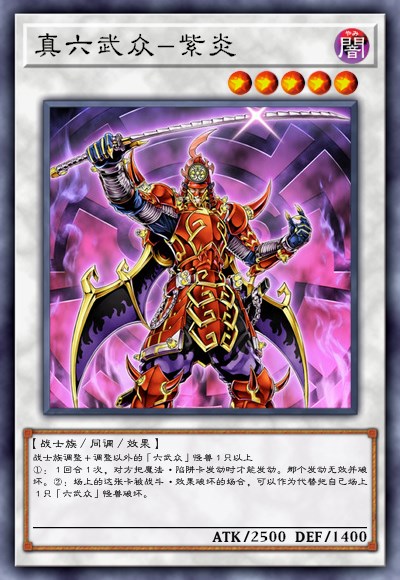 真六武众-紫炎
やみ
闇
【战士族／同调／效果】
战士族调整＋调整以外的「六武众」怪兽１只以上
①：１回合１次，对方把魔法·陷阱卡发动时才能发动。那个发动无效并破
坏。②：场上的这张卡被战斗·效果破坏的场合，可以作为代替把自己场上
１只「六武众」怪兽破坏。
ATK/2500 DEF/1400